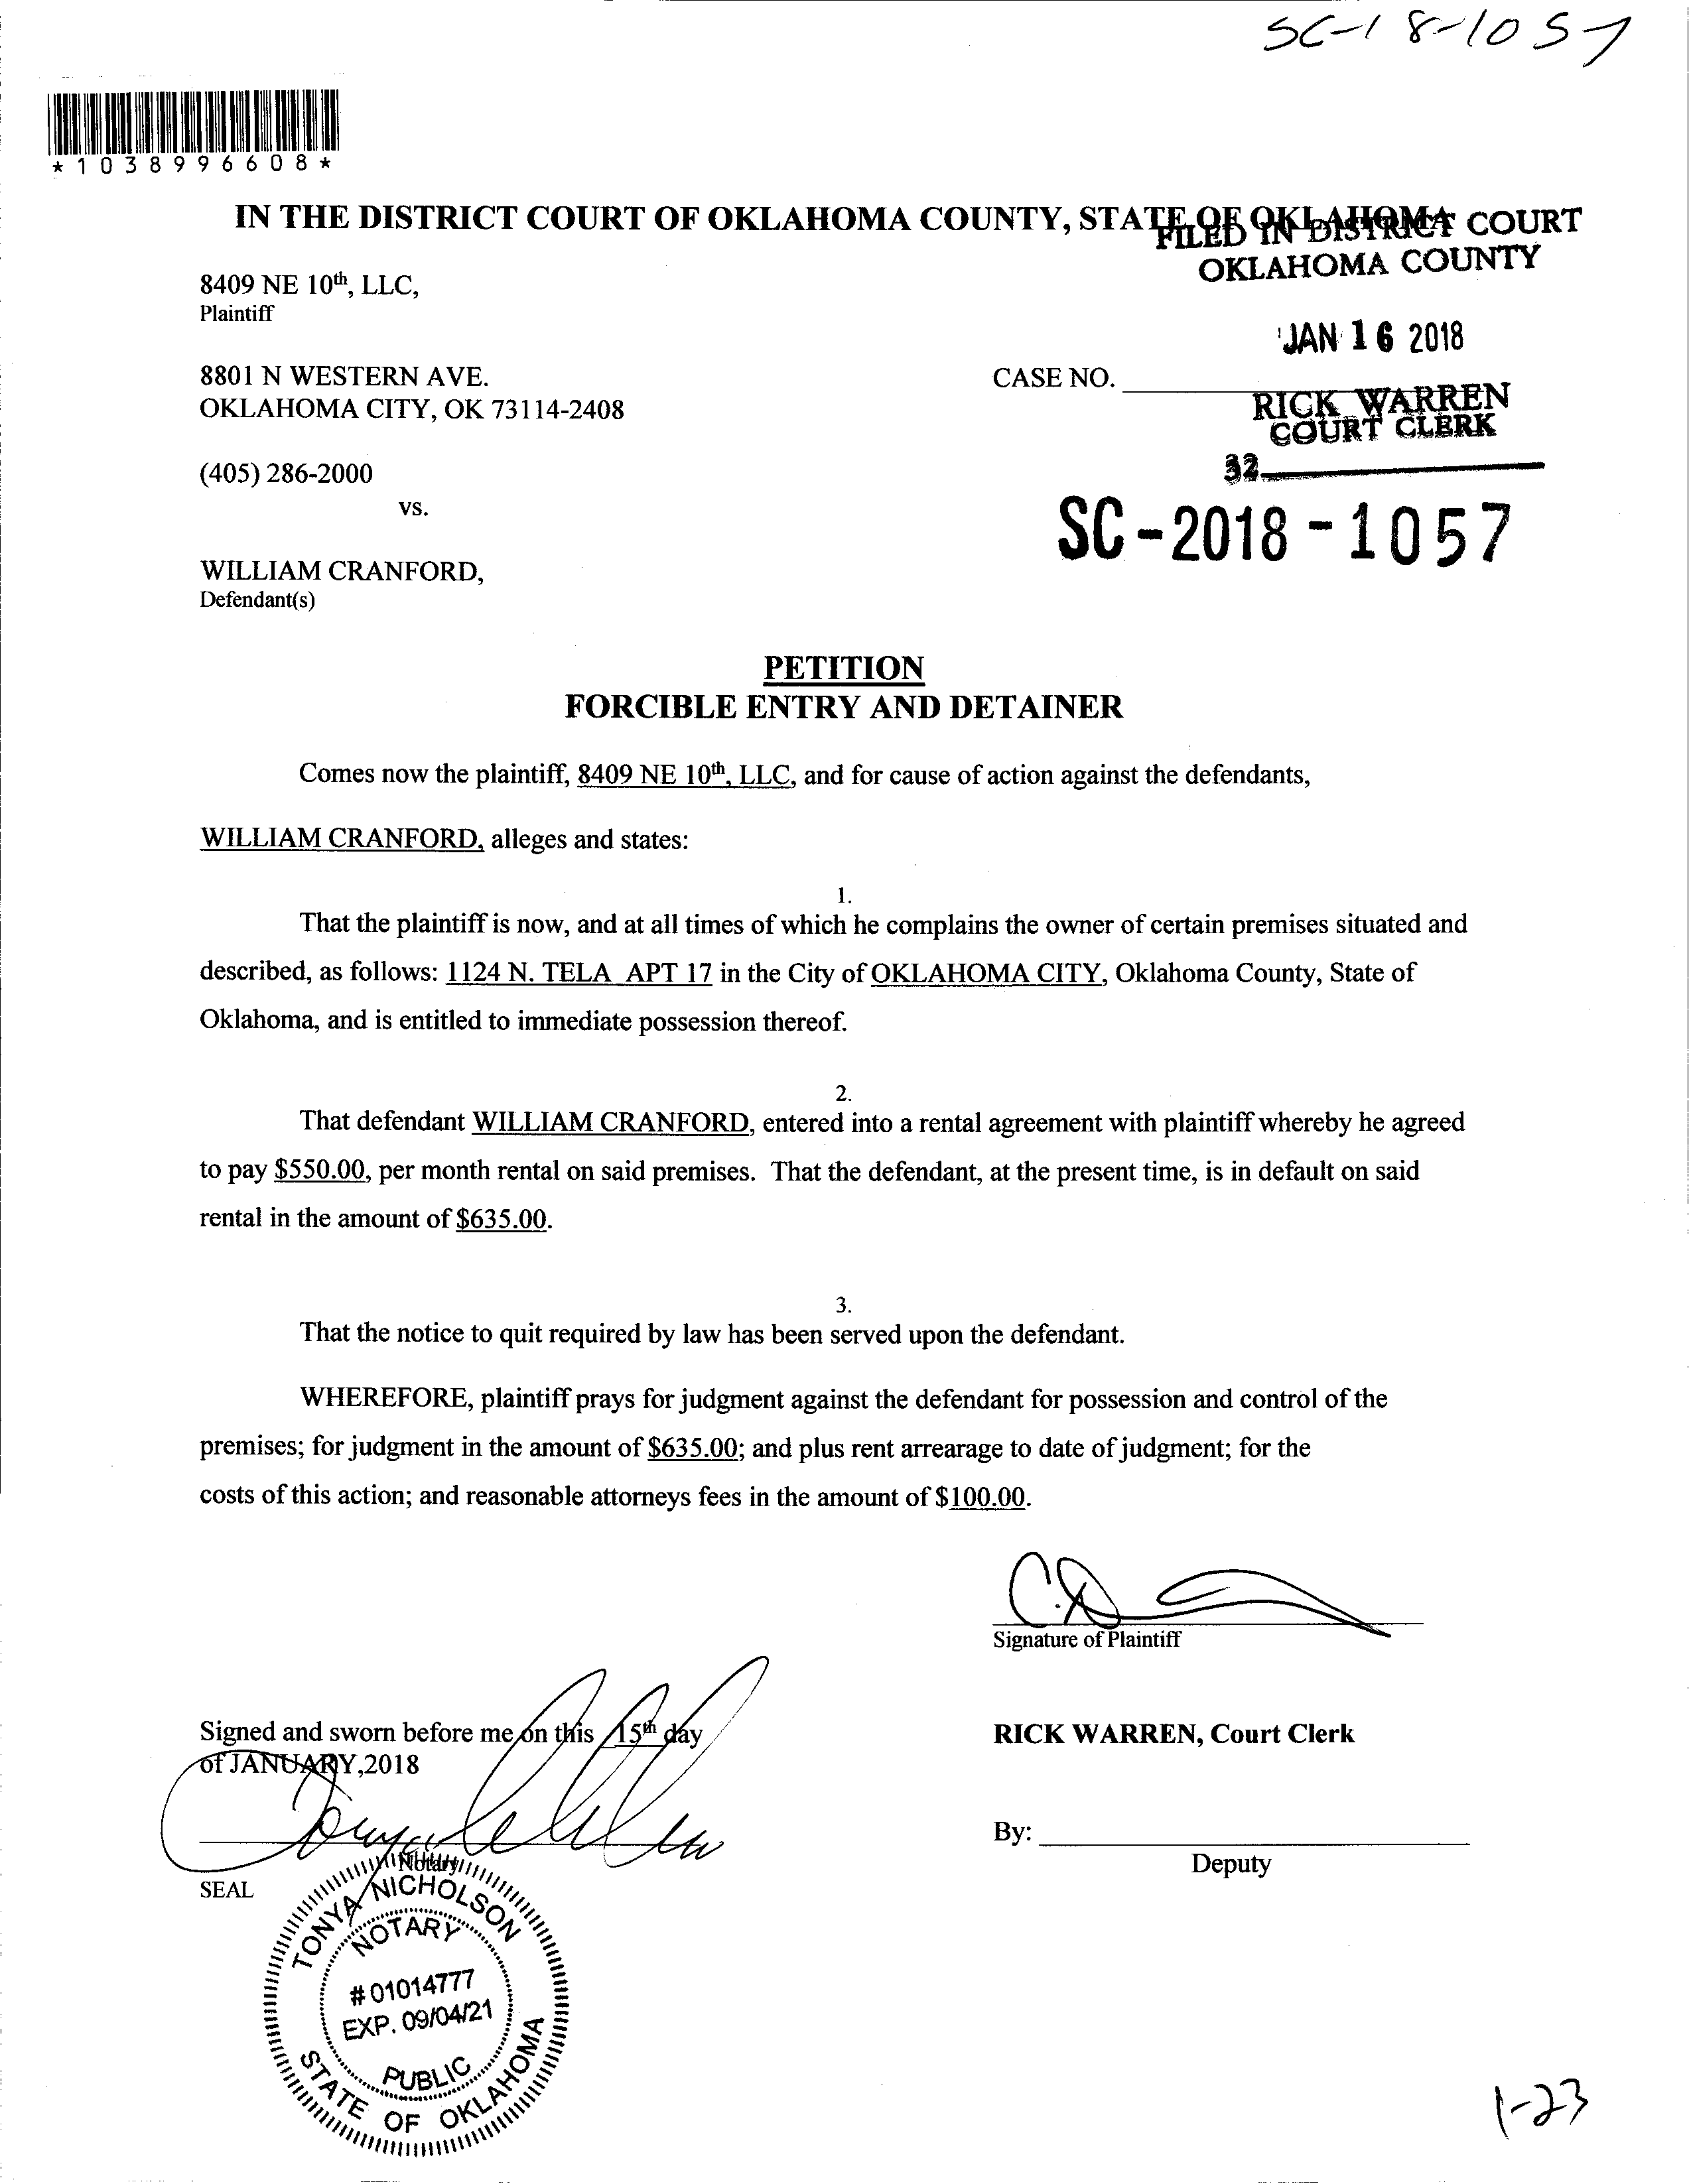 SC-18-1057
*1038996608*
IN THE DISTRICT COURT OF OKLAHOMA COUNTY, STATE OF OKLAHOMA
FILED IN DISTRICT COURT
OKLAHOMA COUNTY
8409 NE 10th, LLC,
Plaintiff
JAN 16 2018
8801 N WESTERN AVE.
CASE NO.
OKLAHOMA CITY, OK 73114-2408
RICK WARREN
COURT CLERK
(405) 286-2000
32
vs.
SC-2018-1057
WILLIAM CRANFORD,
Defendant(s)
PETITION
FORCIBLE ENTRY AND DETAINER
Comes now the plaintiff, 8409 NE 10th, LLC, and for cause of action against the defendants,
WILLIAM CRANFORD, alleges and states:
1.
That the plaintiff is now, and at all times of which he complains the owner of certain premises situated and
described, as follows: 1124 N. TELA APT 17 in the City of OKLAHOMA CITY, Oklahoma County, State of
Oklahoma, and is entitled to immediate possession thereof.
2.
That defendant WILLIAM CRANFORD, entered into a rental agreement with plaintiff whereby he agreed
to pay $550.00, per month rental on said premises. That the defendant, at the present time, is in default on said
rental in the amount of $635.00.
3.
That the notice to quit required by law has been served upon the defendant.
WHEREFORE, plaintiff prays for judgment against the defendant for possession and control of the
premises; for judgment in the amount of $635.00; and plus rent arrearage to date of judgment; for the
costs of this action; and reasonable attorneys fees in the amount of $100.00.
Signature of Plaintiff
Signed and sworn before me on this 15th day
of JANUARY,2018
RICK WARREN, Court Clerk
By:
Deputy
Notary
SEAL
TONYA NICHOLSON
NOTARY
#01014777
EXP. 09/04/21
PUBLIC
STATE OF OKLAHOMA
1-23